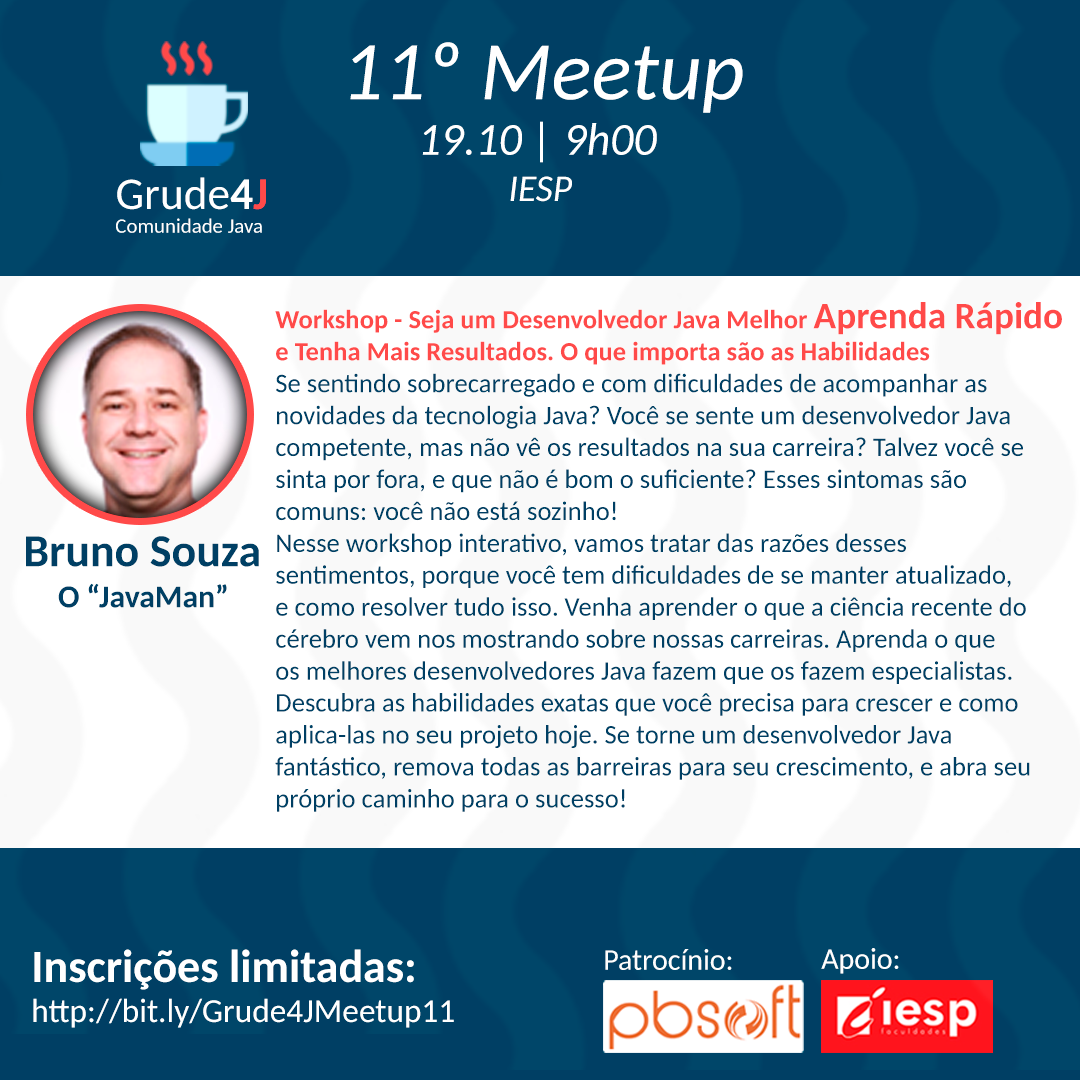 11º Meetup
19.10 | 9h00
IESP
Grude4J
Comunidade Java
Workshop - Seja um Desenvolvedor Java Melhor Aprenda Rápido
e Tenha Mais Resultados. O que importa são as Habilidades
Se sentindo sobrecarregado e com dificuldades de acompanhar as
novidades da tecnologia Java? Você se sente um desenvolvedor Java
competente, mas não vê os resultados na sua carreira? Talvez você se
sinta por fora, e que não é bom o suficiente? Esses sintomas são
comuns: você não está sozinho!
Nesse workshop interativo, vamos tratar das razões desses
sentimentos, porque você tem dificuldades de se manter atualizado,
e como resolver tudo isso. Venha aprender o que a ciência recente do
cérebro vem nos mostrando sobre nossas carreiras. Aprenda o que
os melhores desenvolvedores Java fazem que os fazem especialistas.
Descubra as habilidades exatas que você precisa para crescer e como
aplica-las no seu projeto hoje. Se torne um desenvolvedor Java
fantástico, remova todas as barreiras para seu crescimento, e abra seu
próprio caminho para o sucesso!
Bruno Souza
O “JavaMan”
Inscrições limitadas:
http://bit.ly/Grude4JMeetup11
Patrocínio:
pbsoft
Apoio:
iesp
faculdades